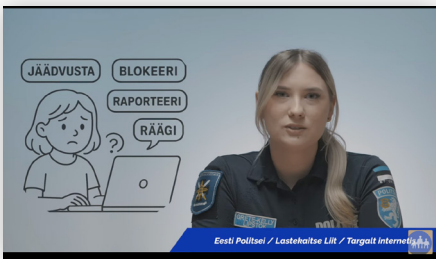 JÄÄDVUSTA
BLOKEERI
RAPORTEERI
RÄÄGI
?
Eesti Politsei / Lastekaitse Liit / Targalt internetis